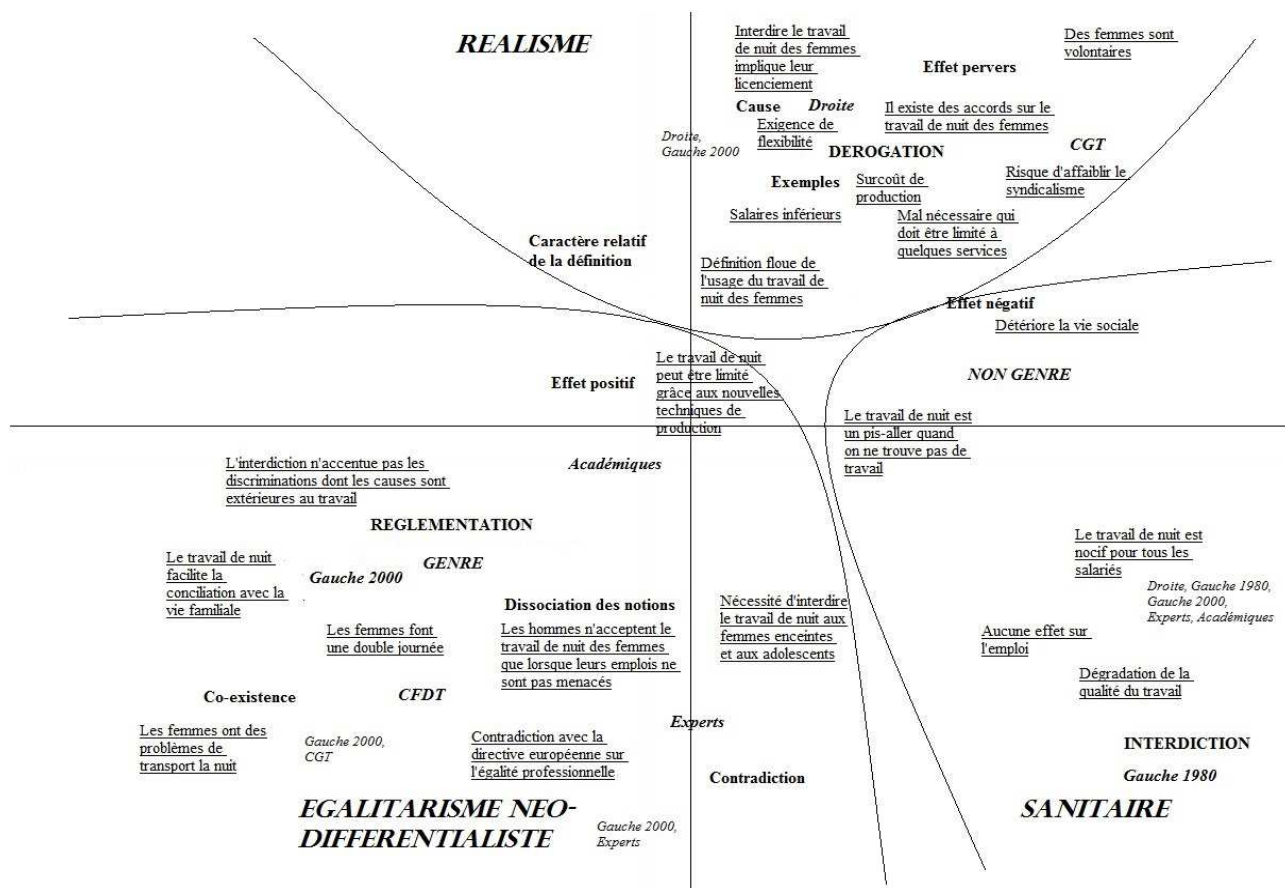 REALISME
Interdire le travail
de nuit des femmes
implique leur
licenciement
Des femmes sont
volontaires
Effet pervers
Cause
Droite
Il existe des accords sur le
travail de nuit des femmes
Exigence de
flexibilité
Droite,
Gauche 2000
DEROGATION
CGT
Exemples
Surcoût de
production
Risque d'affaiblir le
syndicalisme
Salaires inférieurs
Mal nécessaire qui
doit être limité à
quelques services
Caractère relatif
de la définition
Définition floue de
l'usage du travail de
nuit des femmes
Effet négatif
Détériore la vie sociale
Effet positif
Le travail de nuit
peut être limité
grâce aux nouvelles
techniques de
production
NON GENRE
Le travail de nuit est
un pis-aller quand
on ne trouve pas de
travail
L'interdiction n'accentue pas les
discriminations dont les causes sont
extérieures au travail
Académiques
REGLEMENTATION
Le travail de nuit
facilite la
conciliation avec la
vie familiale
Gauche 2000
GENRE
Le travail de nuit est
nocif pour tous les
salariés
Droite, Gauche 1980,
Gauche 2000,
Experts, Académiques
Dissociation des notions
Les femmes font
une double journée
Les hommes n'acceptent le
travail de nuit des femmes
que lorsque leurs emplois ne
sont pas menacés
Nécessité d'interdire
le travail de nuit aux
femmes enceintes
et aux adolescents
Aucune effet sur
l'emploi
Dégradation de la
qualité du travail
Co-existence
CFDT
Les femmes ont des
problèmes de
transport la nuit
Gauche 2000,
CGT
Contradiction avec la
directive européenne sur
l'égalité professionnelle
Experts
Contradiction
INTERDICTION
Gauche 1980
EGALITARISME NEO-
DIFFERENTIALISTE
Gauche 2000,
Experts
SANITAIRE